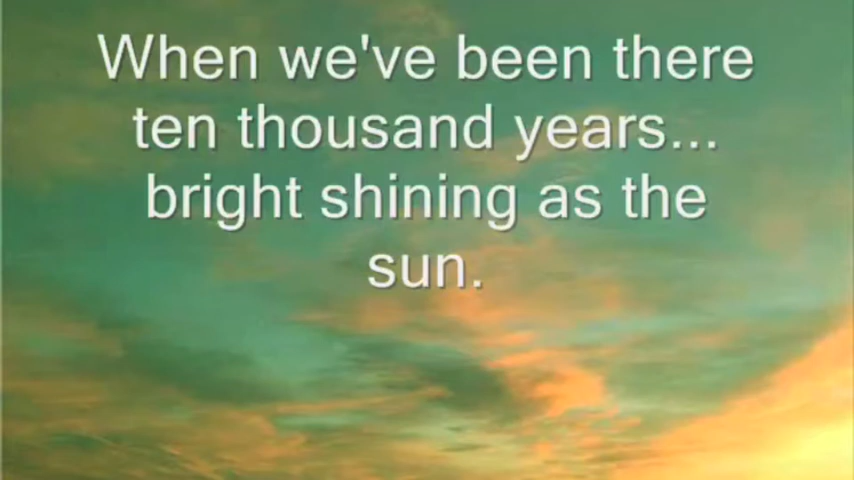 When we've been there
ten thousand years...
bright shining as the
sun.